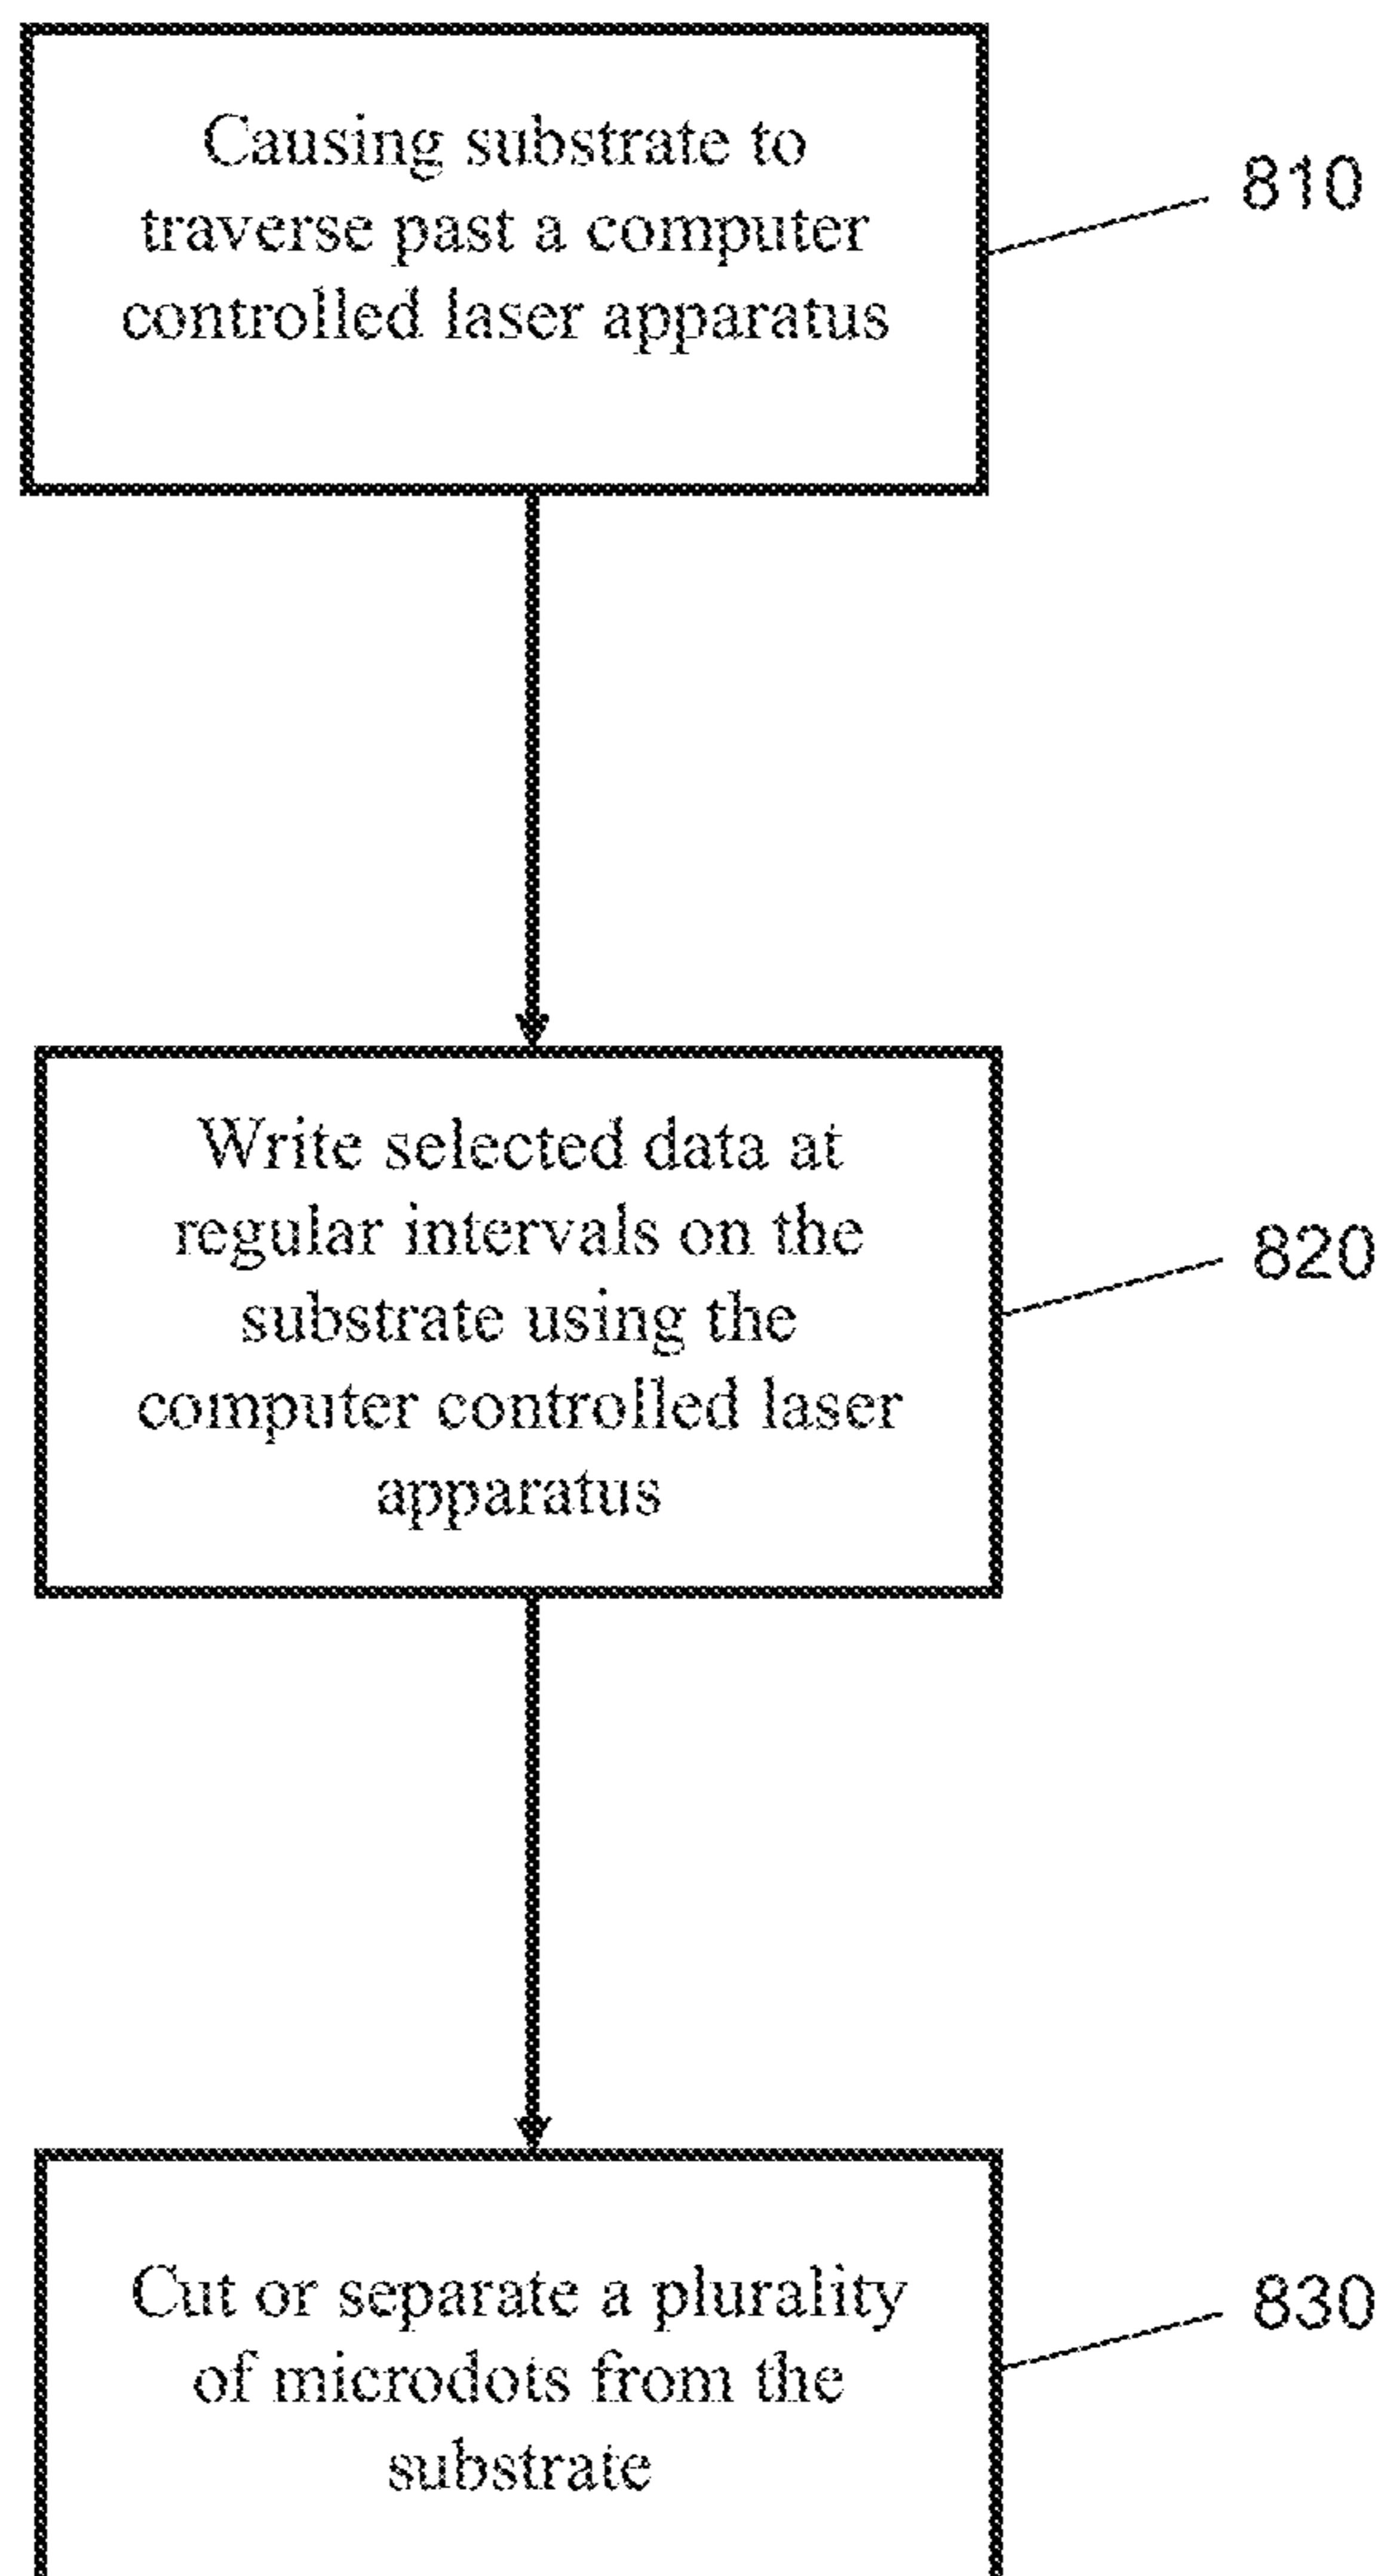 Causing substrate to
traverse past a computer
controlled laser apparatus
810
Write selected data at
regular intervals on the
substrate using the
computer controlled laser
apparatus
820
Cut or separate a plurality
of microdots from the
substrate
830